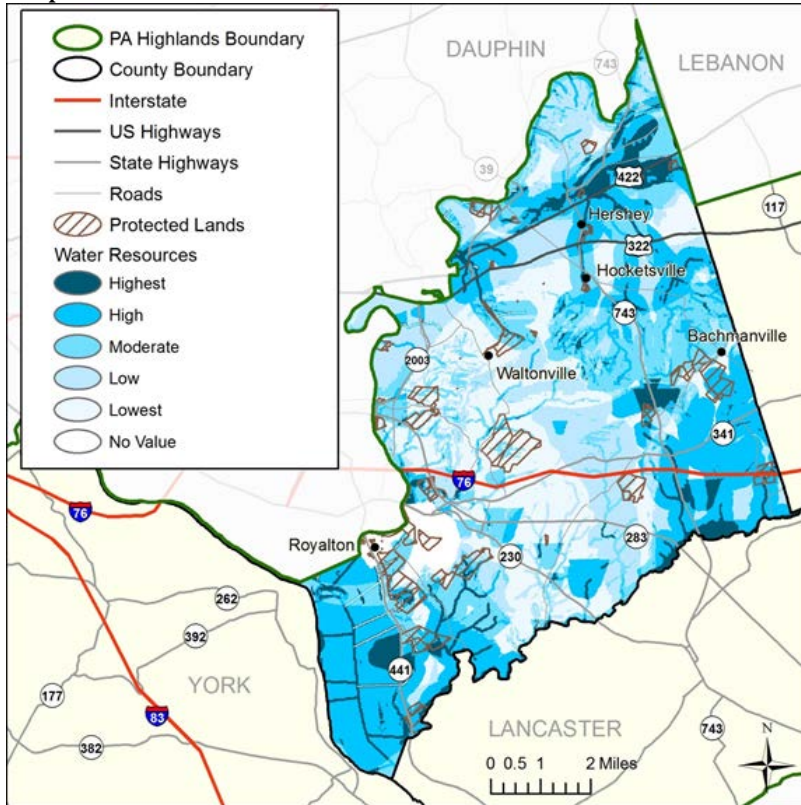 PA Highlands Boundary
County Boundary
Interstate
US Highways
State Highways
Roads
Protected Lands
Water Resources
Highest
High
Moderate
Low
Lowest
No Value
DAUPHIN
743
LEBANON
39
422
117
Hershey
322
Hocketsville
743
Bachmanville
2003
Waltonville
341
76
76
Royalton
230
283
262
392
441
YORK
177
83
382
LANCASTER
743
N
0 0.5 1 2 Miles